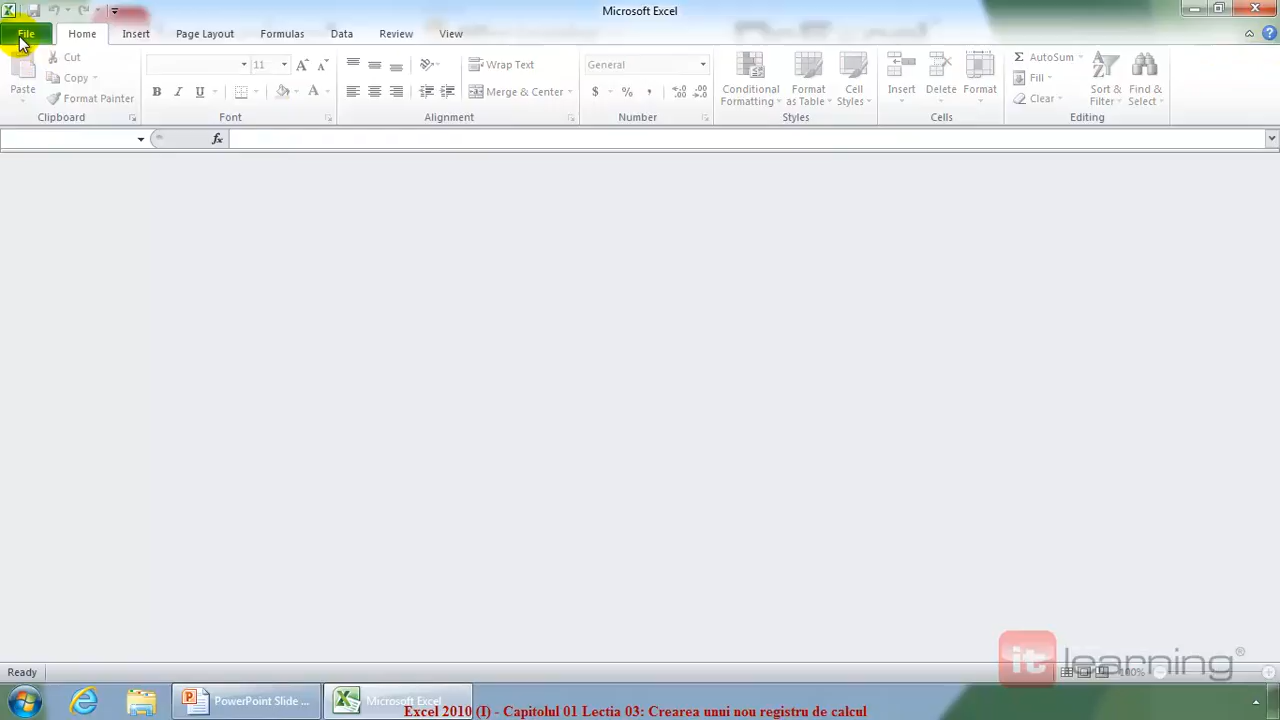 Microsoft Excel
File Home Insert Page Layout Formulas Data Review View
Cut
Copy
Format Painter
Paste
Clipboard
11
Font
Wrap Text
Merge & Center
Alignment
General
$ % ,
Number
Conditional Formatting
Format as Table
Cell Styles
Styles
Insert Delete Format
Cells
AutoSum
Fill
Clear
Sort & Filter
Find & Select
Editing
fx
Ready
100%
it learning®
PowerPoint Slide ...
Microsoft Excel
Excel 2010 (I) - Capitolul 01 Lectia 03: Crearea unui nou registru de calcul